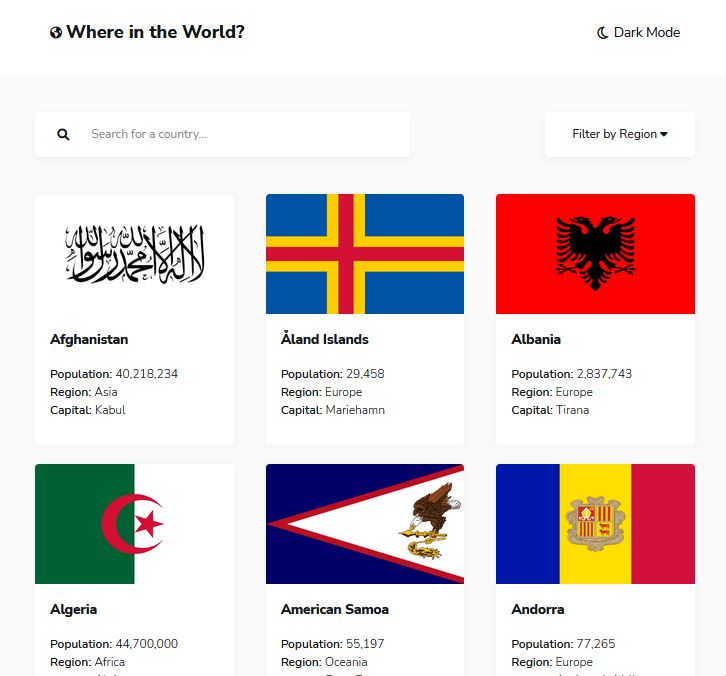 Where in the World?
Dark Mode
Search for a country...
Filter by Region
لا إله إلا الله محمد رسول الله
Afghanistan
Population: 40,218,234
Region: Asia
Capital: Kabul
Åland Islands
Population: 29,458
Region: Europe
Capital: Mariehamn
Albania
Population: 2,837,743
Region: Europe
Capital: Tirana
Algeria
Population: 44,700,000
Region: Africa
American Samoa
Population: 55,197
Region: Oceania
Andorra
Population: 77,265
Region: Europe